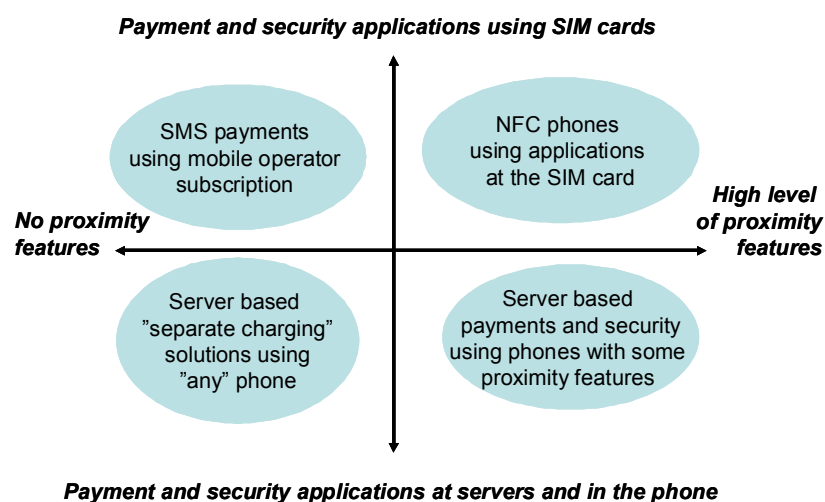 Payment and security applications using SIM cards
SMS payments
using mobile operator
subscription
NFC phones
using applications
at the SIM card
No proximity
features
High level
of proximity
features
Server based
”separate charging”
solutions using
”any” phone
Server based
payments and security
using phones with some
proximity features
Payment and security applications at servers and in the phone